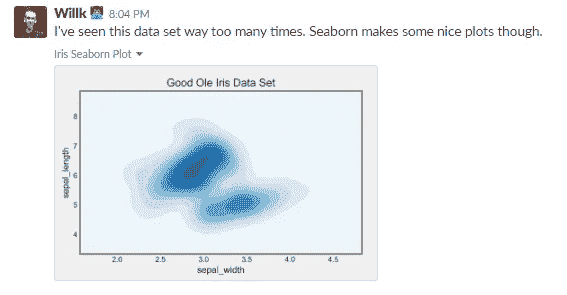 Willk 8:04 PM
I've seen this data set way too many times. Seaborn makes some nice plots though.
Iris Seaborn Plot
Good Ole Iris Data Set
8
7
6
5
4
sepal_length
2.0 2.5 3.0 3.5 4.0 4.5
sepal_width